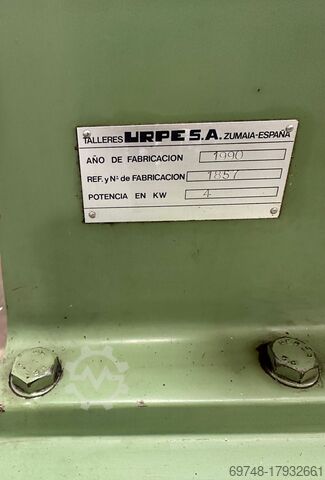 TALLERES URPE S.A. ZUMAIA-ESPAÑA
AÑO DE FABRICACION 1990
REF. y Nº de FABRICACION 1857
POTENCIA EN KW 4
69748-17932661